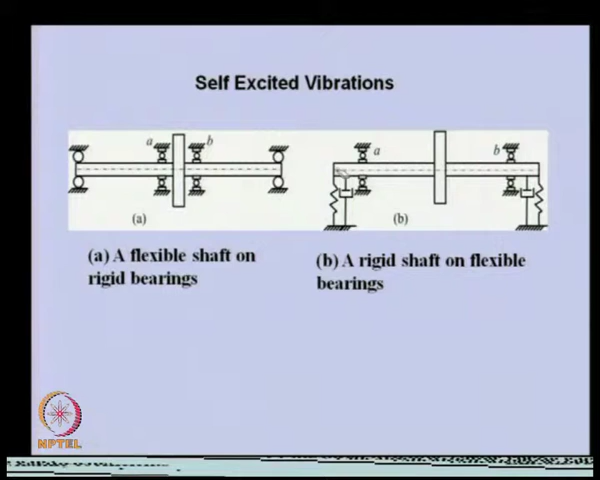 Self Excited Vibrations
a b
a b
(a)
(b)
(a) A flexible shaft on
rigid bearings
(b) A rigid shaft on flexible
bearings
NPTEL